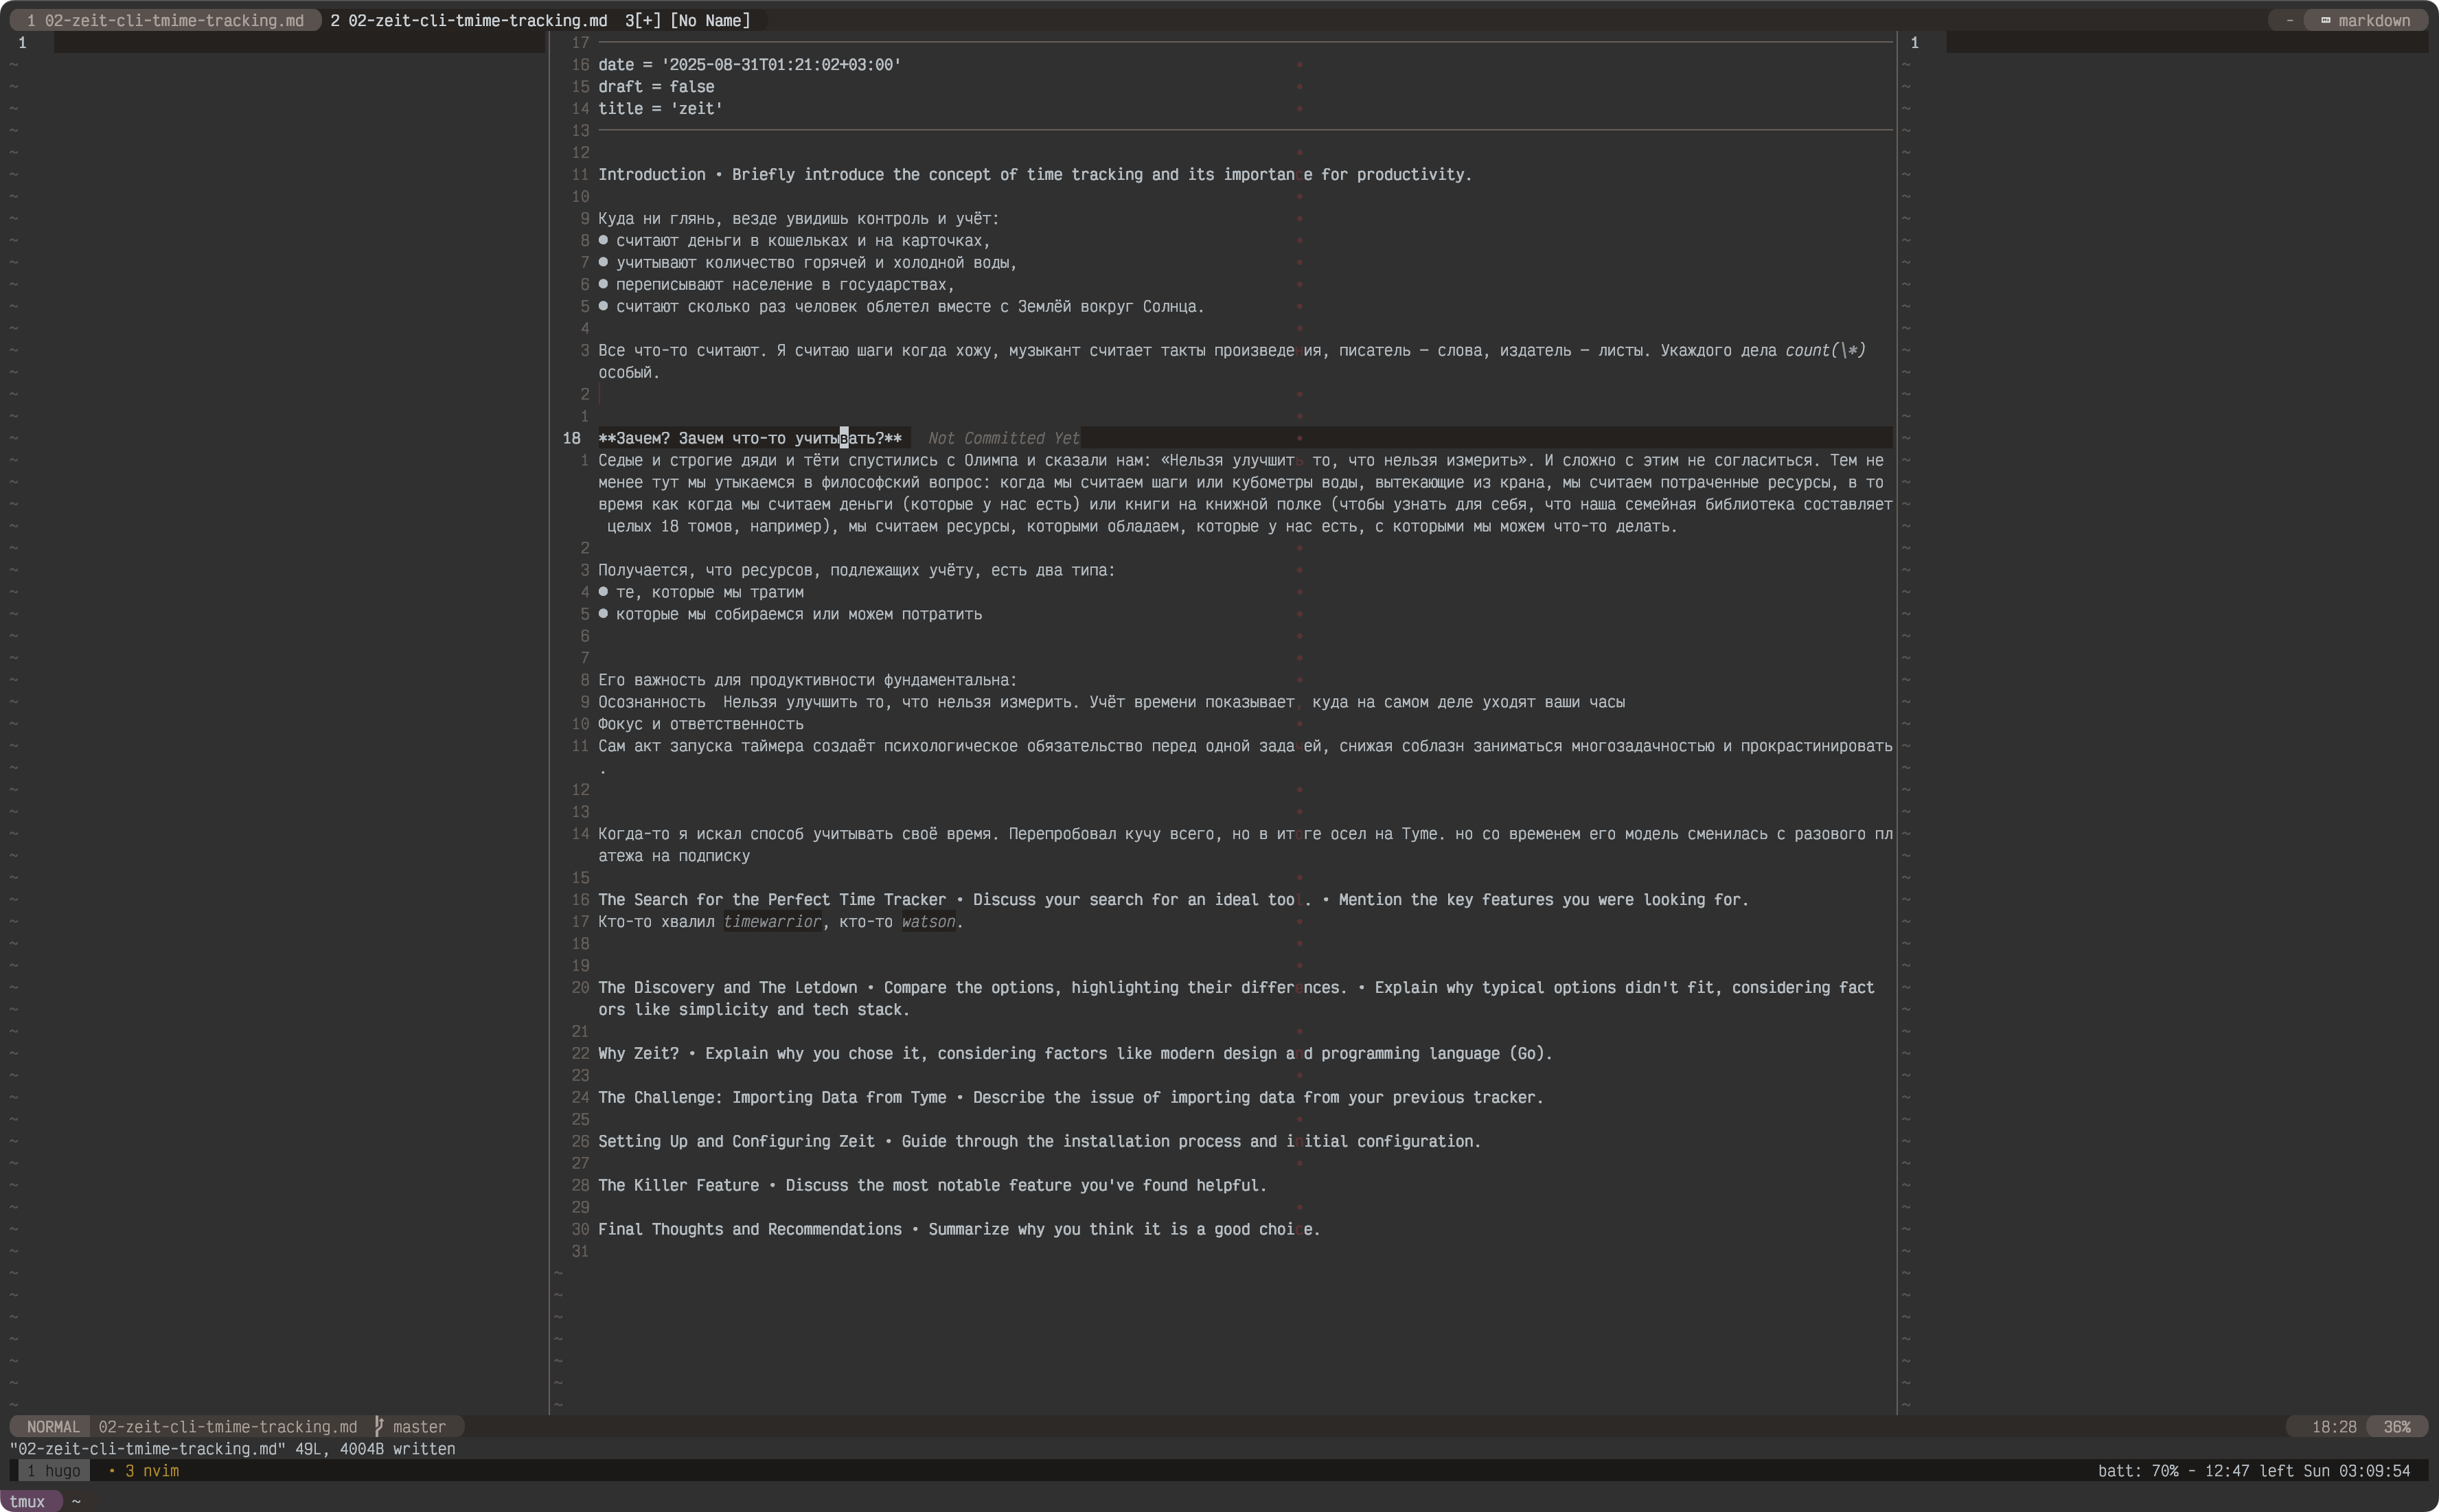 1 02-zeit-cli-tmime-tracking.md 2 02-zeit-cli-tmime-tracking.md 3[+] [No Name] - markdown
1
1
17
16 date = '2025-08-31T01:21:02+03:00'
15 draft = false
14 title = 'zeit'
13
12
11 Introduction • Briefly introduce the concept of time tracking and its importance for productivity.
10
9 Куда ни глянь, везде увидишь контроль и учёт:
8 ● считают деньги в кошельках и на карточках,
7 ● учитывают количество горячей и холодной воды,
6 ● переписывают население в государствах,
5 ● считают сколько раз человек облетел вместе с Землёй вокруг Солнца.
4
3 Все что-то считают. Я считаю шаги когда хожу, музыкант считает такты произведения, писатель — слова, издатель — листы. Укаждого дела count(\*)
особый.
2
1
18 **Зачем? Зачем что-то учитывать?** Not Committed Yet
1 Седые и строгие дяди и тёти спустились с Олимпа и сказали нам: «Нельзя улучшить то, что нельзя измерить». И сложно с этим не согласиться. Тем не
менее тут мы утыкаемся в философский вопрос: когда мы считаем шаги или кубометры воды, вытекающие из крана, мы считаем потраченные ресурсы, в то
время как когда мы считаем деньги (которые у нас есть) или книги на книжной полке (чтобы узнать для себя, что наша семейная библиотека составляет
целых 18 томов, например), мы считаем ресурсы, которыми обладаем, которые у нас есть, с которыми мы можем что-то делать.
2
3 Получается, что ресурсов, подлежащих учёту, есть два типа:
4 ● те, которые мы тратим
5 ● которые мы собираемся или можем потратить
6
7
8 Его важность для продуктивности фундаментальна:
9 Осознанность  Нельзя улучшить то, что нельзя измерить. Учёт времени показывает, куда на самом деле уходят ваши часы
10 Фокус и ответственность
11 Сам акт запуска таймера создаёт психологическое обязательство перед одной задачей, снижая соблазн заниматься многозадачностью и прокрастинировать
.
12
13
14 Когда-то я искал способ учитывать своё время. Перепробовал кучу всего, но в итоге осел на Tyme. но со временем его модель сменилась с разового пл
атежа на подписку
15
16 The Search for the Perfect Time Tracker • Discuss your search for an ideal tool. • Mention the key features you were looking for.
17 Кто-то хвалил timewarrior, кто-то watson.
18
19
20 The Discovery and The Letdown • Compare the options, highlighting their differences. • Explain why typical options didn't fit, considering fact
ors like simplicity and tech stack.
21
22 Why Zeit? • Explain why you chose it, considering factors like modern design and programming language (Go).
23
24 The Challenge: Importing Data from Tyme • Describe the issue of importing data from your previous tracker.
25
26 Setting Up and Configuring Zeit • Guide through the installation process and initial configuration.
27
28 The Killer Feature • Discuss the most notable feature you've found helpful.
29
30 Final Thoughts and Recommendations • Summarize why you think it is a good choice.
31
NORMAL 02-zeit-cli-tmime-tracking.md master 18:28 36%
"02-zeit-cli-tmime-tracking.md" 49L, 4004B written
1 hugo • 3 nvim batt: 70% - 12:47 left Sun 03:09:54
tmux ~